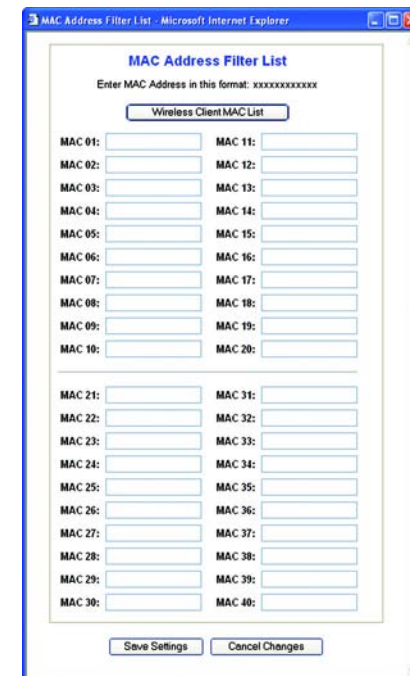 MAC Address Filter List - Microsoft Internet Explorer
MAC Address Filter List
Enter MAC Address in this format: xxxxxxxxxxxx
Wireless Client MAC List
MAC 01: MAC 11:
MAC 02: MAC 12:
MAC 03: MAC 13:
MAC 04: MAC 14:
MAC 05: MAC 15:
MAC 06: MAC 16:
MAC 07: MAC 17:
MAC 08: MAC 18:
MAC 09: MAC 19:
MAC 10: MAC 20:
MAC 21: MAC 31:
MAC 22: MAC 32:
MAC 23: MAC 33:
MAC 24: MAC 34:
MAC 25: MAC 35:
MAC 26: MAC 36:
MAC 27: MAC 37:
MAC 28: MAC 38:
MAC 29: MAC 39:
MAC 30: MAC 40:
Save Settings Cancel Changes